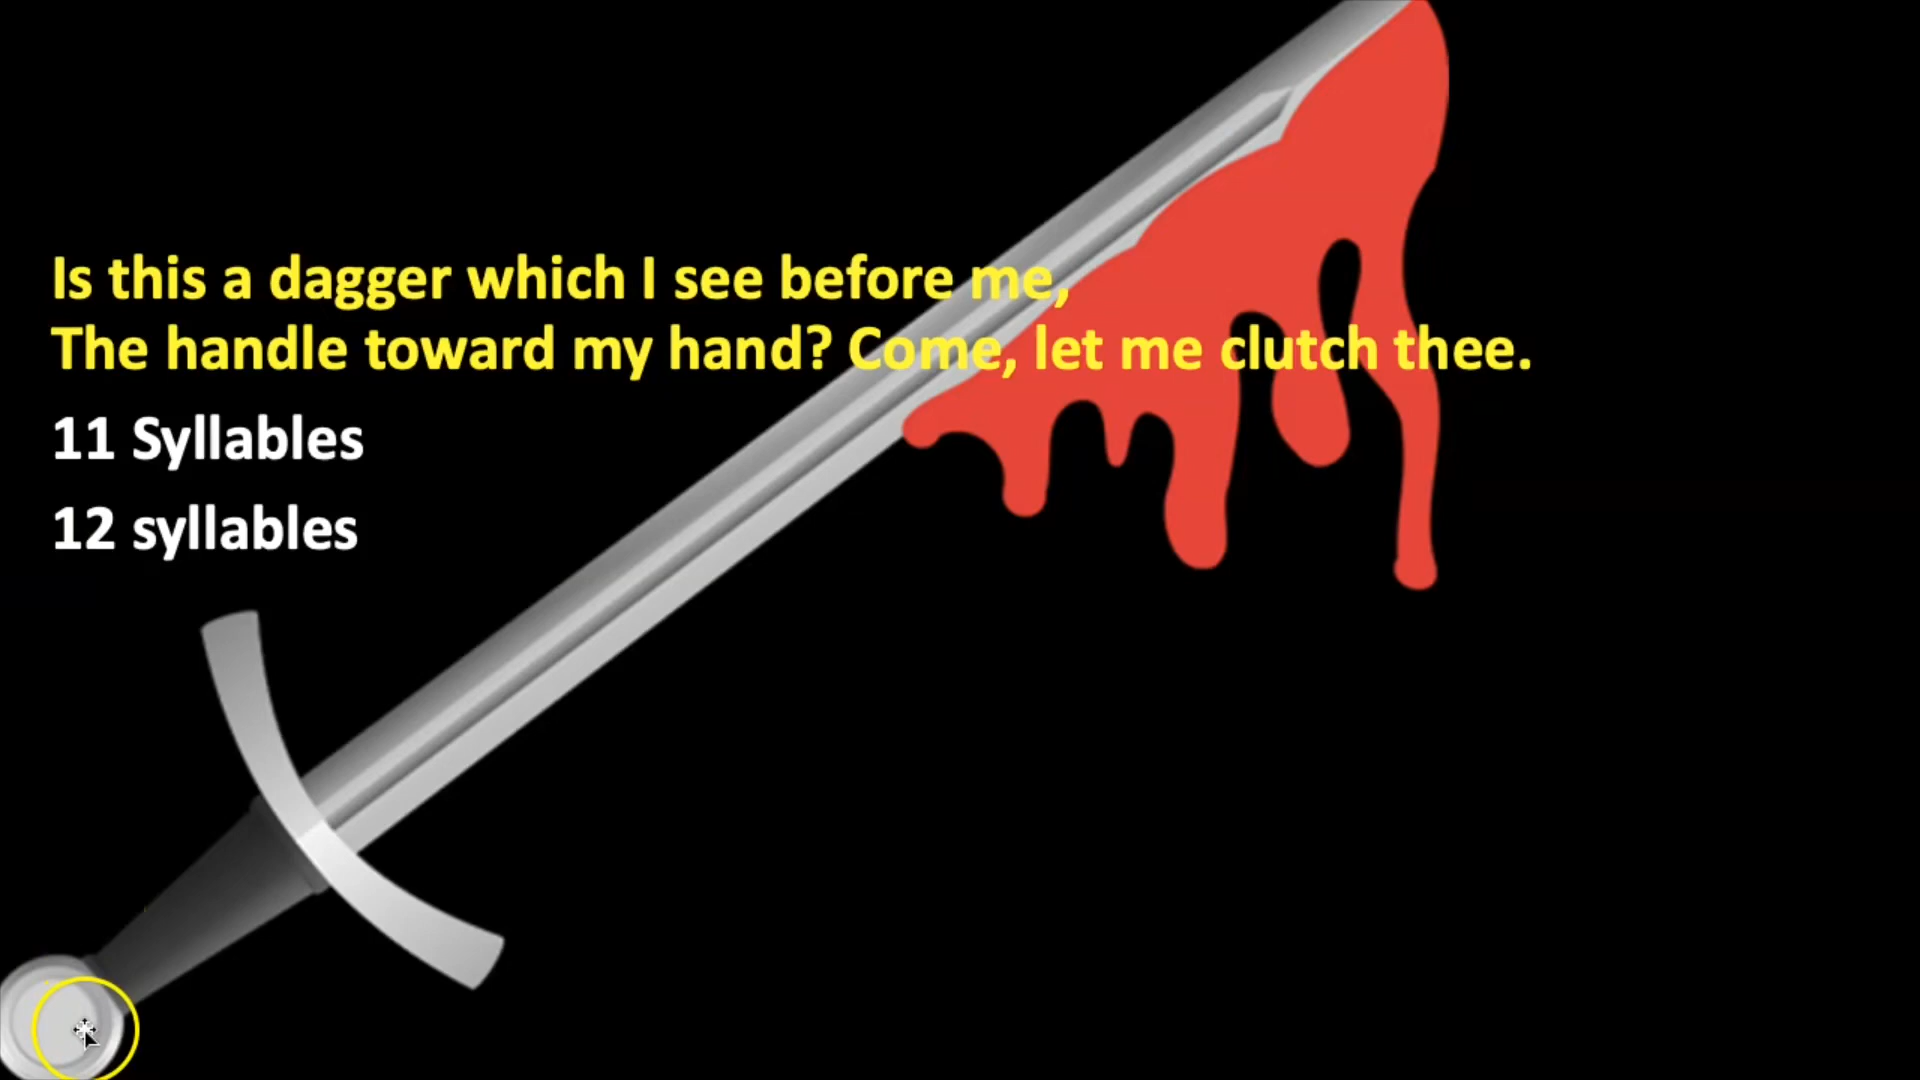 Is this a dagger which I see before me,
The handle toward my hand? Come, let me clutch thee.
11 Syllables
12 syllables